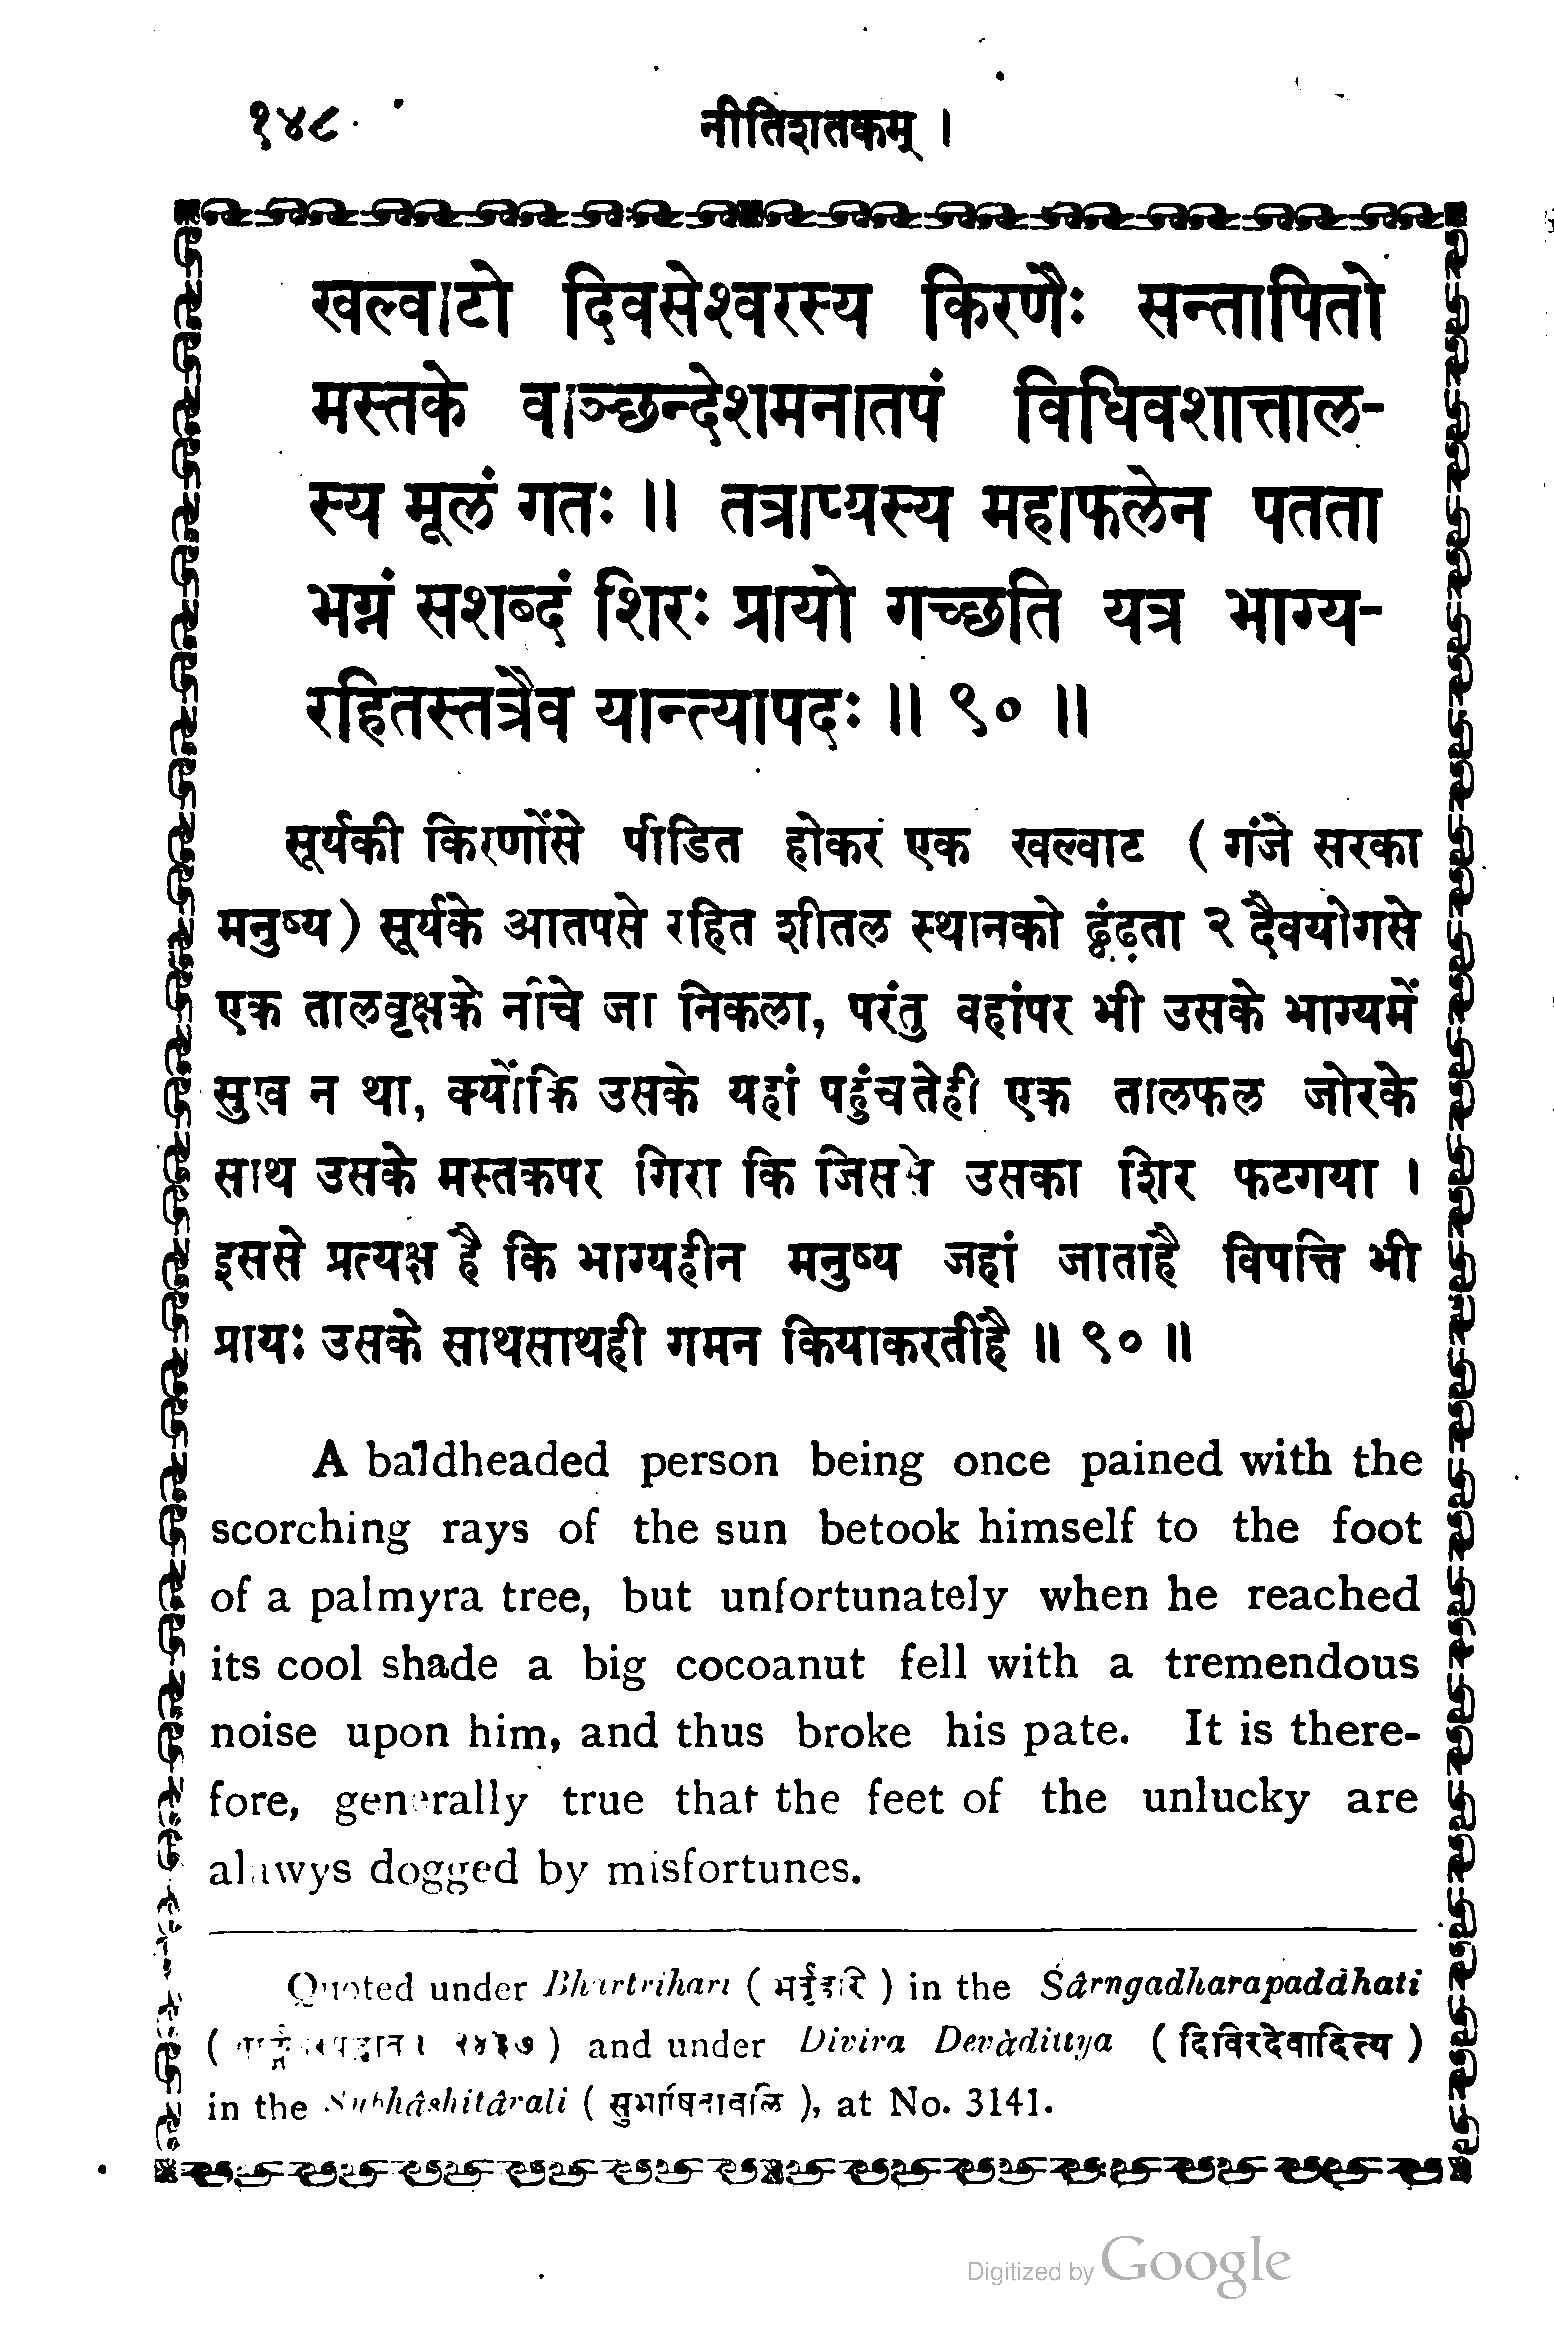 १४८
नीतिशतकम् ।
खल्वाटो दिवसेश्वरस्य किरणैः सन्तापितो
मस्तके वाञ्छन्देशमनातपं विधिवशात्ताल-
स्य मूलं गतः ॥ तत्राप्यस्य महाफलेन पतता
भग्नं सशब्दं शिरः प्रायो गच्छति यत्र भाग्य-
रहितस्तत्रैव यान्त्यापदः ॥ ९० ॥
सूर्यकी किरणोंसे पीडित होकर एक खल्वाट ( गंजे सरका
मनुष्य) सूर्यके आतपसे रहित शीतल स्थानको ढूंढ़ता २ दैवयोगसे
एक तालवृक्षके नीचे जा निकला, परंतु वहांपर भी उसके भाग्यमें
सुख न था, क्योंकि उसके यहां पहुंचतेही एक तालफल जोरके
साथ उसके मस्तकपर गिरा कि जिससे उसका शिर फटगया ।
इससे प्रत्यक्ष है कि भाग्यहीन मनुष्य जहां जाताहै विपत्ति भी
प्रायः उसके साथसाथही गमन कियाकरतीहै ॥ ९० ॥
A baldheaded person being once pained with the
scorching rays of the sun betook himself to the foot
of a palmyra tree, but unfortunately when he reached
its cool shade a big cocoanut fell with a tremendous
noise upon him, and thus broke his pate. It is there-
fore, generally true that the feet of the unlucky are
alawys dogged by misfortunes.
Quoted under Bhartrihari ( भर्तृहरि ) in the Śârngadharapaddhati
( ) and under Divira Devàdittya ( दिविरदेवादित्य )
in the Subhâshitâvali ( सुभाषितावलि ), at No. 3141.
Digitized by Google